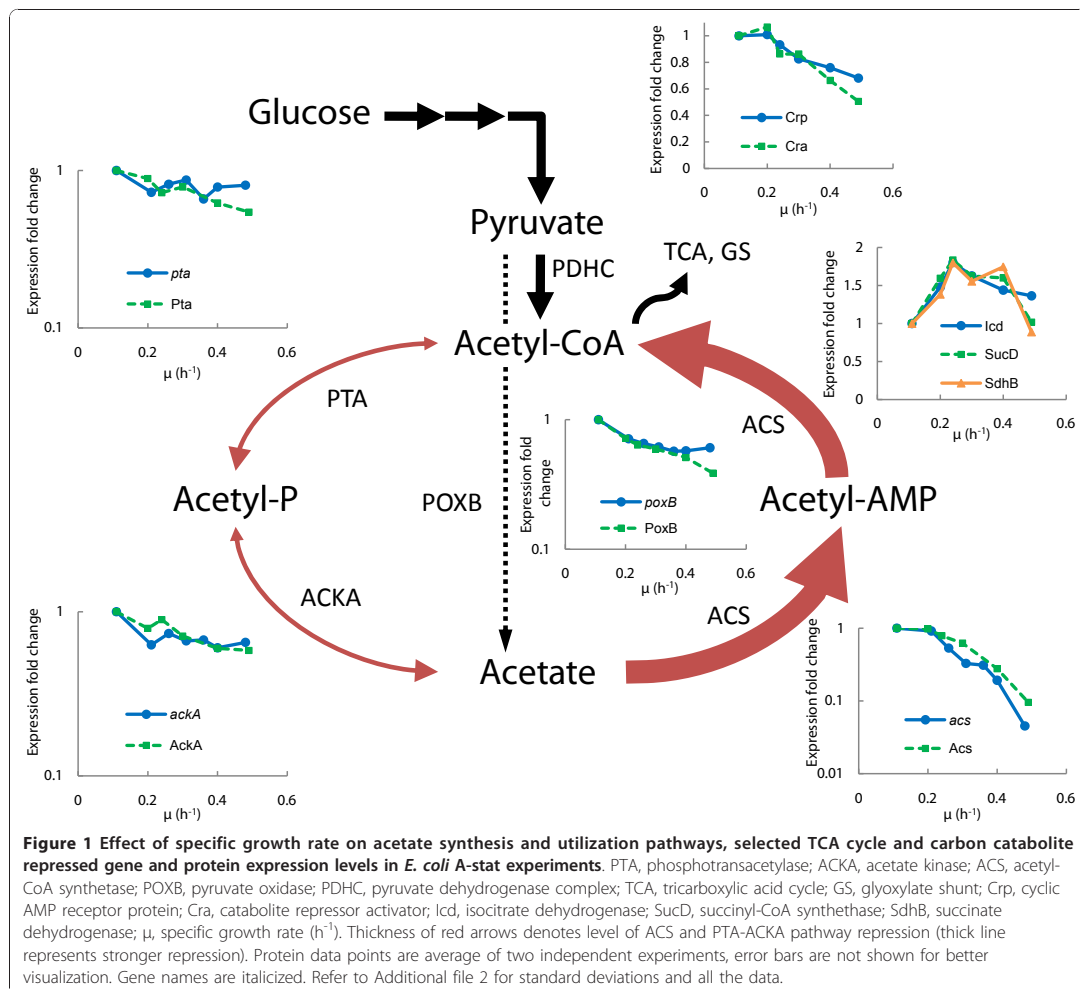 Expression fold change
1
0.8
0.6
0.4
0.2
0
Crp
Cra
0 0.2 0.4 0.6
μ (h-1)
Glucose
Expression fold change
1
0.1
pta
Pta
0 0.2 0.4 0.6
μ (h-1)
Pyruvate
PDHC
TCA, GS
Expression fold change
2
1.5
1
0.5
0
Icd
SucD
SdhB
0 0.2 0.4 0.6
μ (h-1)
Acetyl-CoA
PTA
ACS
Expression fold
change
1
0.1
poxB
PoxB
0 0.2 0.4 0.6
μ (h-1)
Acetyl-P
POXB
Acetyl-AMP
ACKA
ACS
Expression fold change
1
0.1
ackA
AckA
0 0.2 0.4 0.6
μ (h-1)
Acetate
Expression fold change
1
0.1
0.01
acs
Acs
0 0.2 0.4 0.6
μ (h-1)
Figure 1 Effect of specific growth rate on acetate synthesis and utilization pathways, selected TCA cycle and carbon catabolite
repressed gene and protein expression levels in E. coli A-stat experiments. PTA, phosphotransacetylase; ACKA, acetate kinase; ACS, acetyl-
CoA synthetase; POXB, pyruvate oxidase; PDHC, pyruvate dehydrogenase complex; TCA, tricarboxylic acid cycle; GS, glyoxylate shunt; Crp, cyclic
AMP receptor protein; Cra, catabolite repressor activator; Icd, isocitrate dehydrogenase; SucD, succinyl-CoA synthethase; SdhB, succinate
dehydrogenase; μ, specific growth rate (h-1). Thickness of red arrows denotes level of ACS and PTA-ACKA pathway repression (thick line
represents stronger repression). Protein data points are average of two independent experiments, error bars are not shown for better
visualization. Gene names are italicized. Refer to Additional file 2 for standard deviations and all the data.